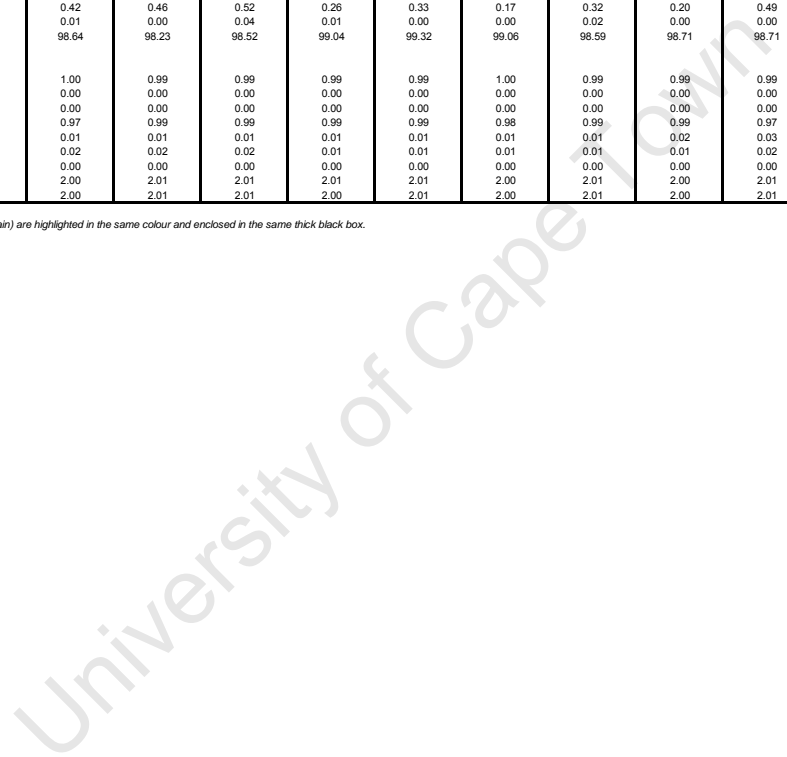 0.42 0.46 0.52 0.26 0.33 0.17 0.32 0.20 0.49
0.01 0.00 0.04 0.01 0.00 0.00 0.02 0.00 0.00
98.64 98.23 98.52 99.04 99.32 99.06 98.59 98.71 98.71
1.00 0.99 0.99 0.99 0.99 1.00 0.99 0.99 0.99
0.00 0.00 0.00 0.00 0.00 0.00 0.00 0.00 0.00
0.00 0.00 0.00 0.00 0.00 0.00 0.00 0.00 0.00
0.97 0.99 0.99 0.99 0.99 0.98 0.99 0.99 0.97
0.01 0.01 0.01 0.01 0.01 0.01 0.01 0.02 0.03
0.02 0.02 0.02 0.01 0.01 0.01 0.01 0.01 0.02
0.00 0.00 0.00 0.00 0.00 0.00 0.00 0.00 0.00
2.00 2.01 2.01 2.01 2.01 2.00 2.01 2.00 2.01
2.00 2.01 2.01 2.00 2.01 2.00 2.01 2.00 2.01
ain) are highlighted in the same colour and enclosed in the same thick black box.
University of Cape Town